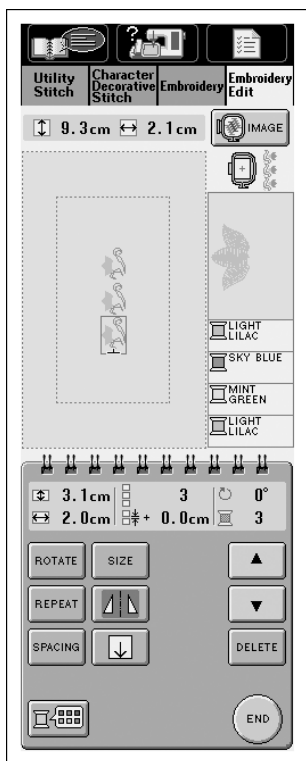 ?
Utility
Stitch
Character
Decorative
Stitch
Embroidery
Embroidery
Edit
9.3cm 2.1cm
IMAGE
LIGHT
LILAC
SKY BLUE
MINT
GREEN
LIGHT
LILAC
3.1cm 3 0°
2.0cm + 0.0cm 3
ROTATE SIZE
REPEAT
SPACING DELETE
END